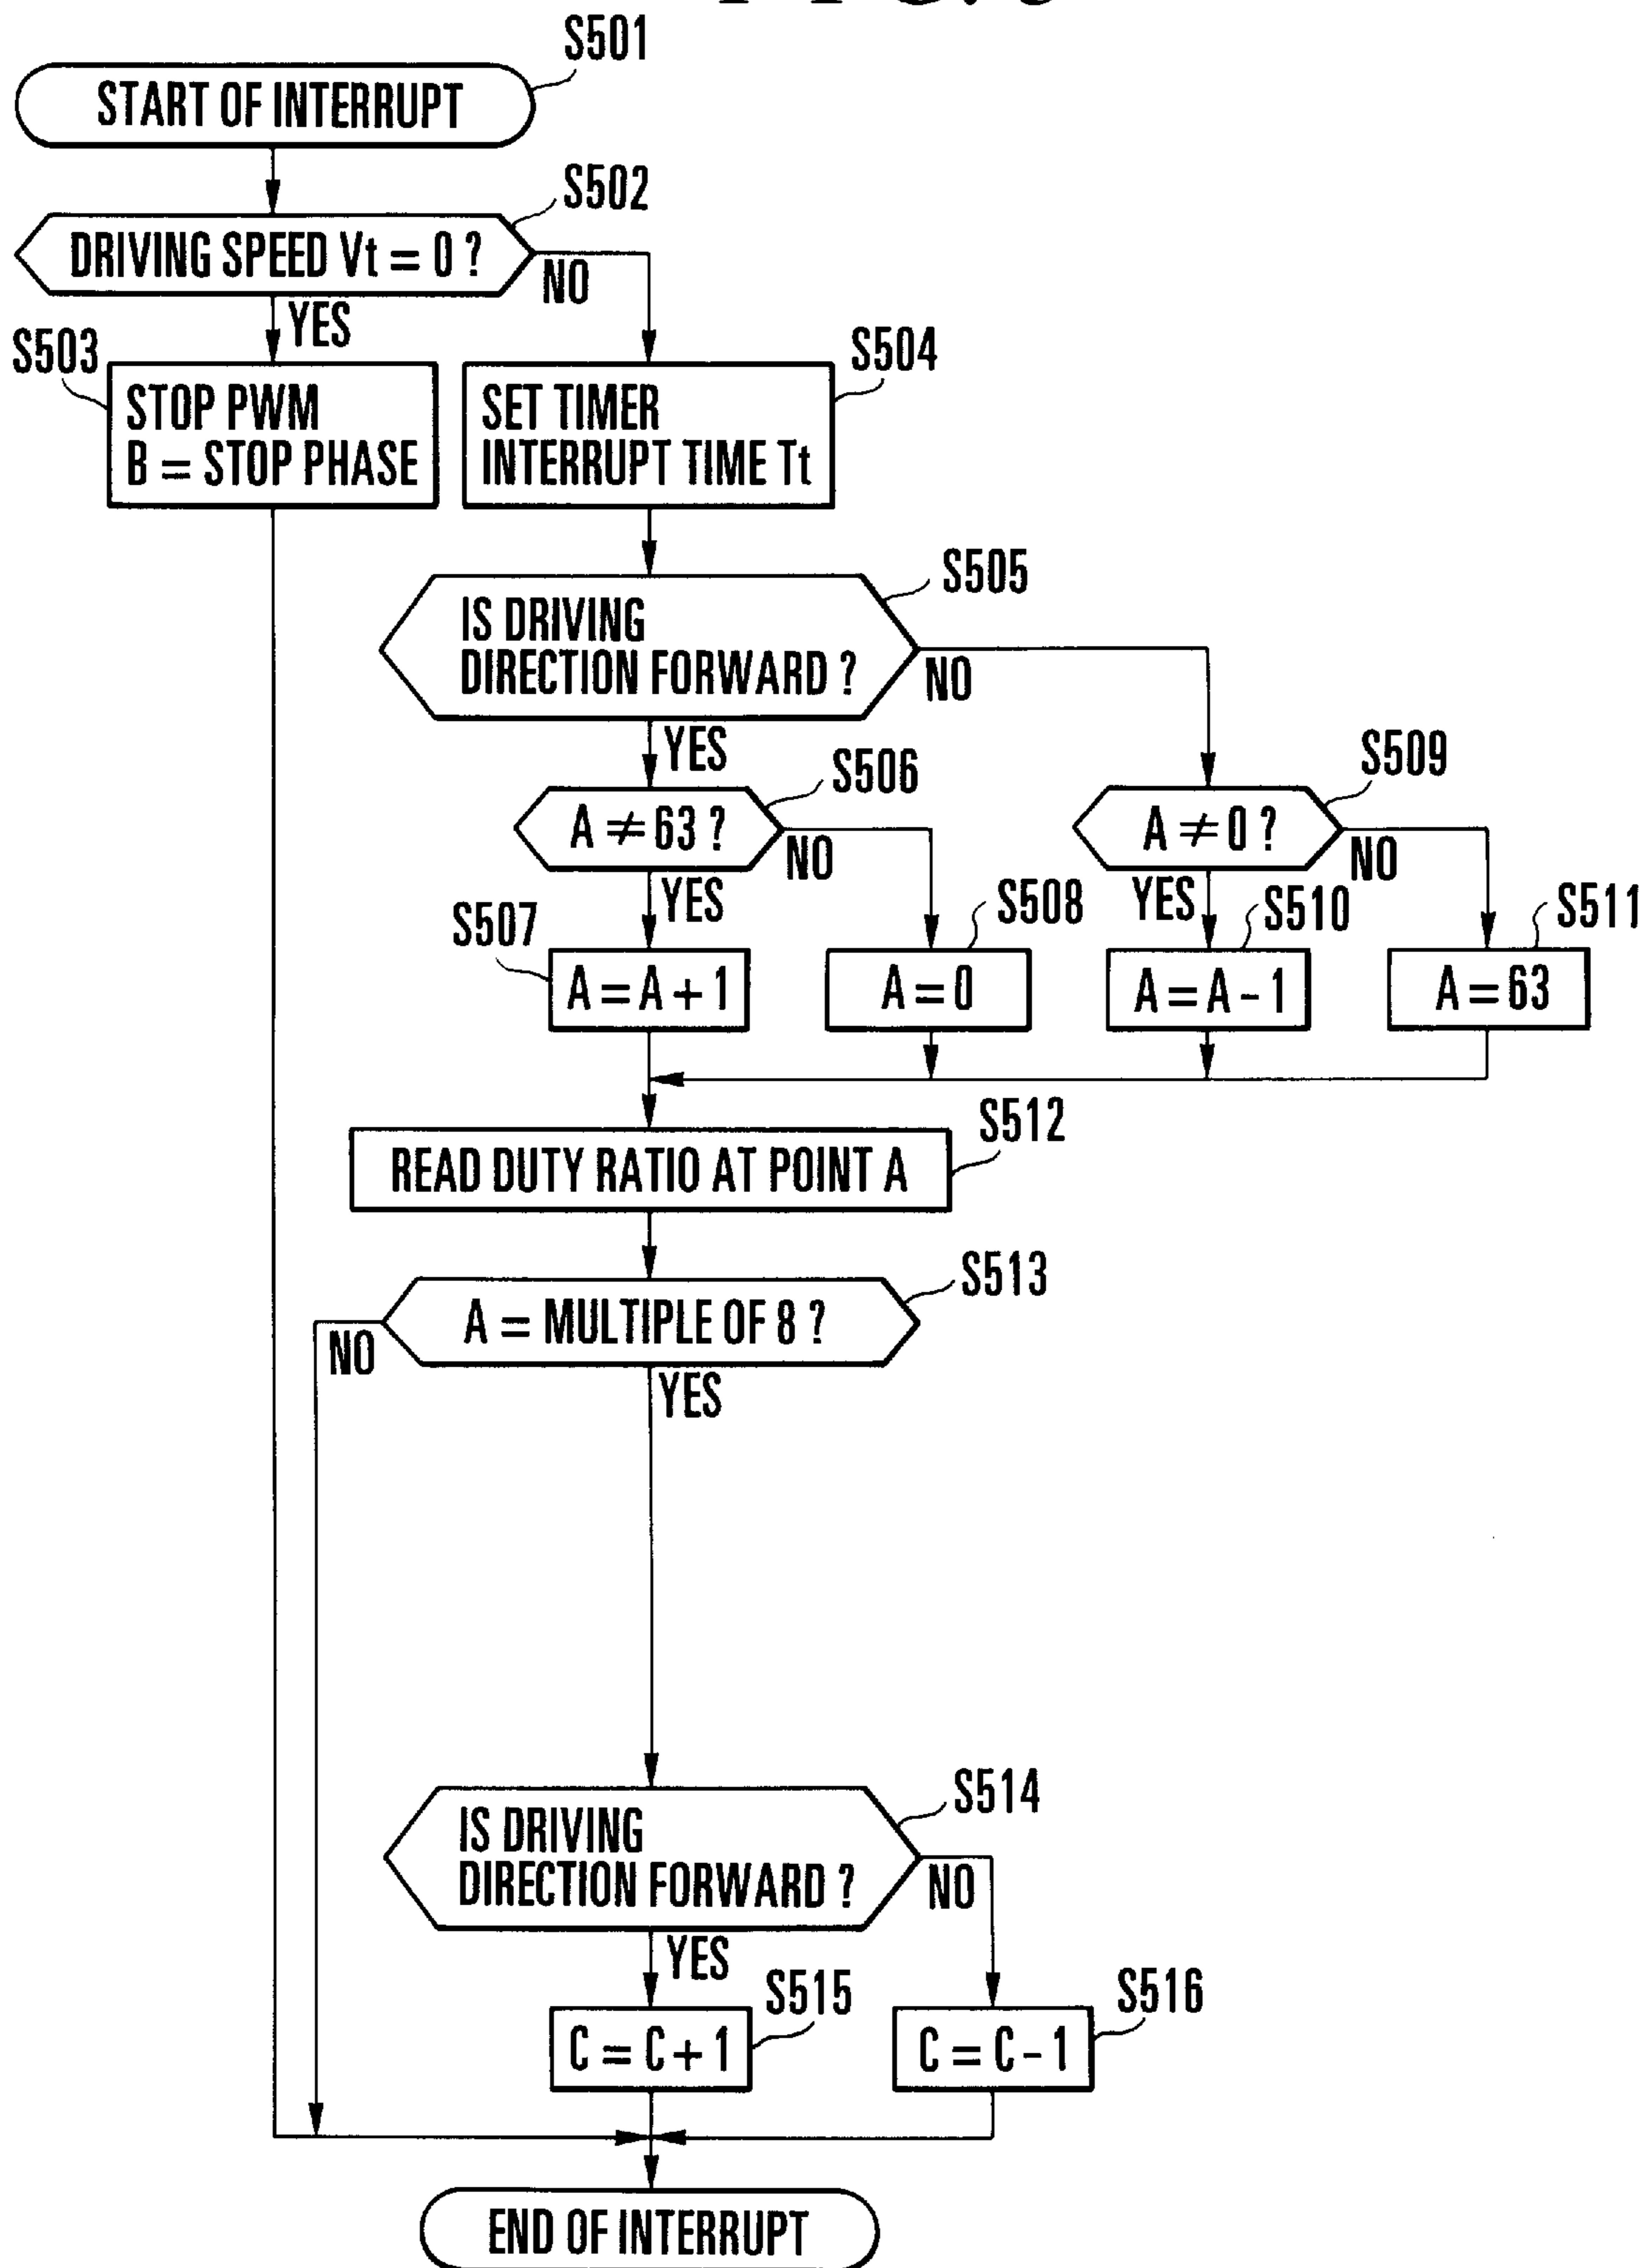 S501
START OF INTERRUPT
S502
DRIVING SPEED Vt = 0 ?
NO
YES
S503
S504
STOP PWM
B = STOP PHASE
SET TIMER
INTERRUPT TIME Tt
S505
IS DRIVING
DIRECTION FORWARD ?
NO
YES
S506
S509
A ≠ 63 ?
A ≠ 0 ?
NO
NO
YES
YES
S507
S508
S510
S511
A = A + 1
A = 0
A = A - 1
A = 63
S512
READ DUTY RATIO AT POINT A
S513
A = MULTIPLE OF 8 ?
NO
YES
S514
IS DRIVING
DIRECTION FORWARD ?
NO
YES
S515
S516
C = C + 1
C = C - 1
END OF INTERRUPT